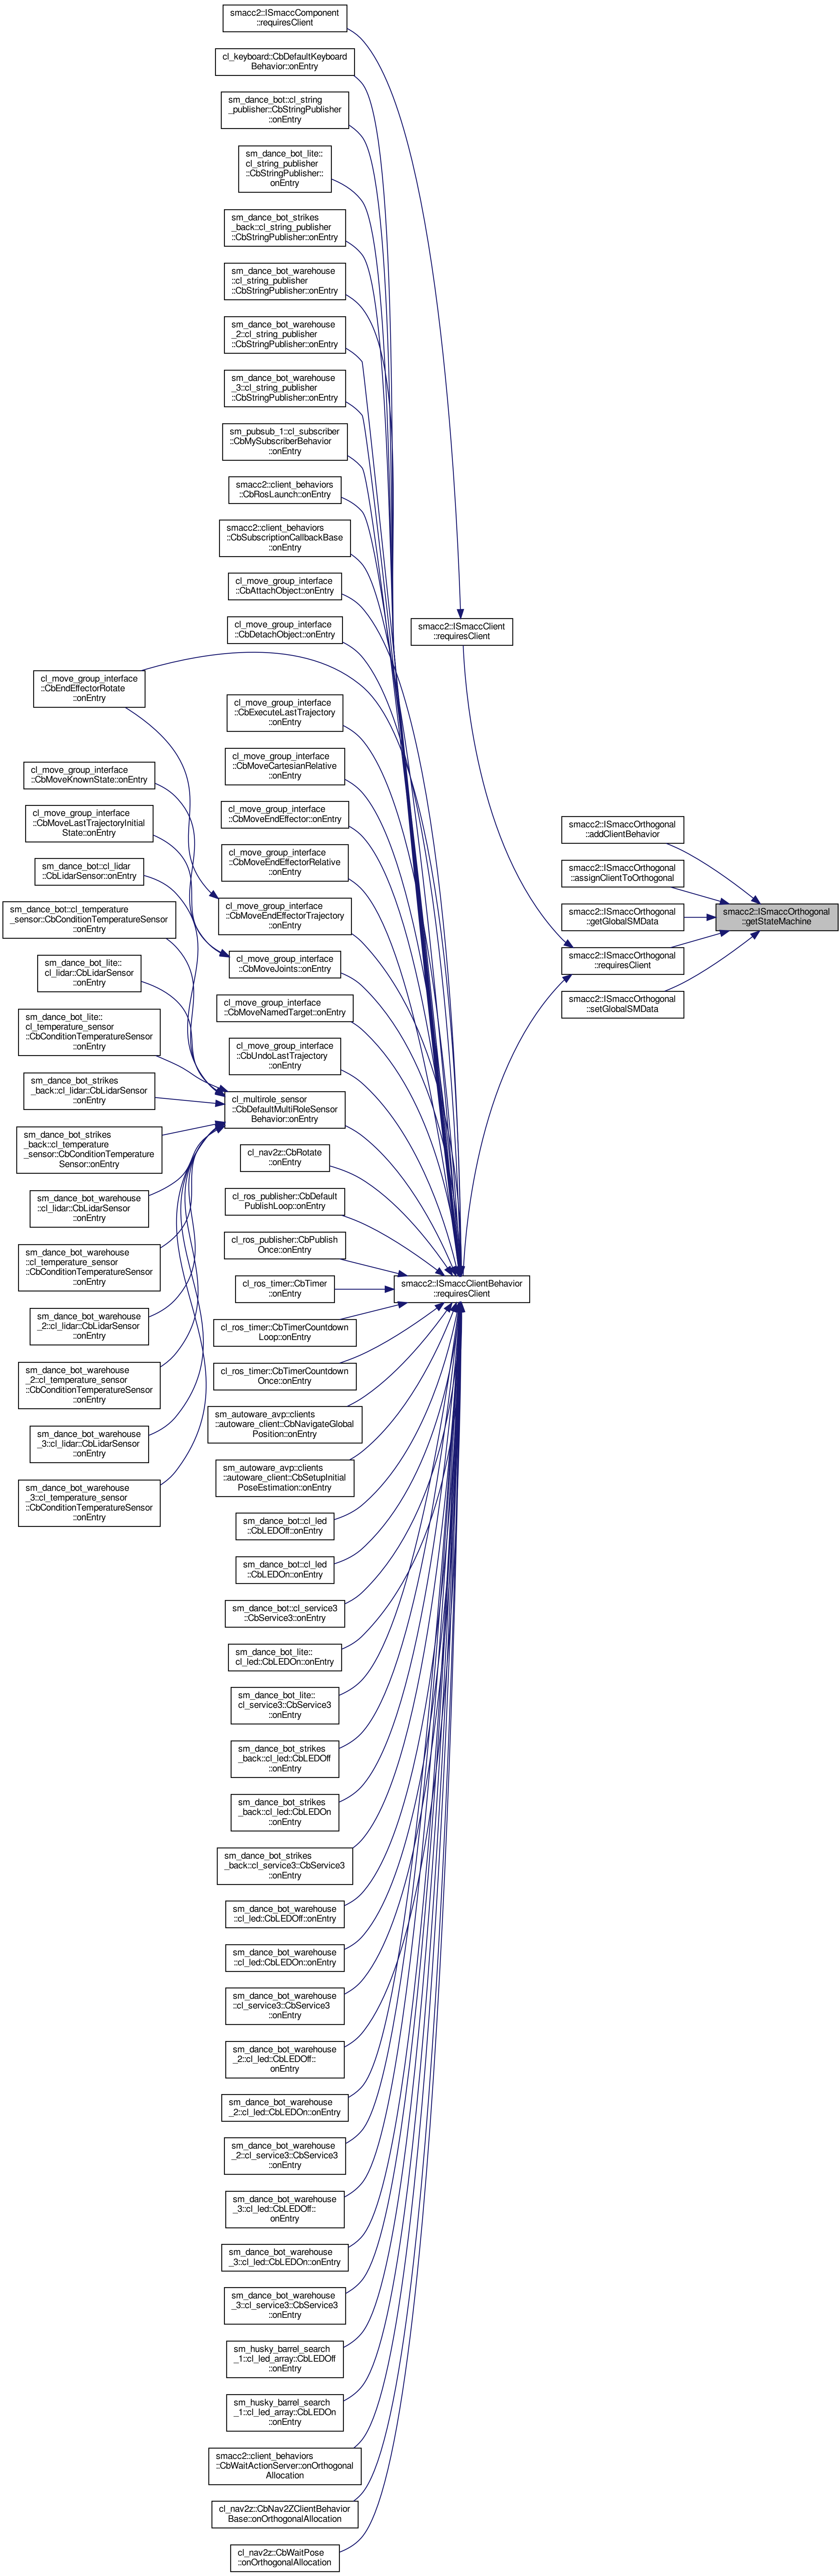 smacc2::ISmaccComponent
::requiresClient
cl_keyboard::CbDefaultKeyboard
Behavior::onEntry
sm_dance_bot::cl_string
_publisher::CbStringPublisher
::onEntry
sm_dance_bot_lite::
cl_string_publisher
::CbStringPublisher::
onEntry
sm_dance_bot_strikes
_back::cl_string_publisher
::CbStringPublisher::onEntry
sm_dance_bot_warehouse
::cl_string_publisher
::CbStringPublisher::onEntry
sm_dance_bot_warehouse
_2::cl_string_publisher
::CbStringPublisher::onEntry
sm_dance_bot_warehouse
_3::cl_string_publisher
::CbStringPublisher::onEntry
sm_pubsub_1::cl_subscriber
::CbMySubscriberBehavior
::onEntry
smacc2::client_behaviors
::CbRosLaunch::onEntry
smacc2::client_behaviors
::CbSubscriptionCallbackBase
::onEntry
cl_move_group_interface
::CbAttachObject::onEntry
cl_move_group_interface
::CbDetachObject::onEntry
cl_move_group_interface
::CbEndEffectorRotate
::onEntry
cl_move_group_interface
::CbExecuteLastTrajectory
::onEntry
cl_move_group_interface
::CbMoveCartesianRelative
::onEntry
cl_move_group_interface
::CbMoveEndEffector::onEntry
cl_move_group_interface
::CbMoveEndEffectorRelative
::onEntry
cl_move_group_interface
::CbMoveEndEffectorTrajectory
::onEntry
cl_move_group_interface
::CbMoveJoints::onEntry
cl_move_group_interface
::CbMoveNamedTarget::onEntry
cl_move_group_interface
::CbUndoLastTrajectory
::onEntry
cl_multirole_sensor
::CbDefaultMultiRoleSensor
Behavior::onEntry
cl_move_group_interface
::CbMoveKnownState::onEntry
cl_move_group_interface
::CbMoveLastTrajectoryInitial
State::onEntry
sm_dance_bot::cl_lidar
::CbLidarSensor::onEntry
sm_dance_bot::cl_temperature
_sensor::CbConditionTemperatureSensor
::onEntry
sm_dance_bot_lite::
cl_lidar::CbLidarSensor
::onEntry
sm_dance_bot_lite::
cl_temperature_sensor
::CbConditionTemperatureSensor
::onEntry
sm_dance_bot_strikes
_back::cl_lidar::CbLidarSensor
::onEntry
sm_dance_bot_strikes
_back::cl_temperature
_sensor::CbConditionTemperature
Sensor::onEntry
sm_dance_bot_warehouse
::cl_lidar::CbLidarSensor
::onEntry
sm_dance_bot_warehouse
::cl_temperature_sensor
::CbConditionTemperatureSensor
::onEntry
sm_dance_bot_warehouse
_2::cl_lidar::CbLidarSensor
::onEntry
sm_dance_bot_warehouse
_2::cl_temperature_sensor
::CbConditionTemperatureSensor
::onEntry
sm_dance_bot_warehouse
_3::cl_lidar::CbLidarSensor
::onEntry
sm_dance_bot_warehouse
_3::cl_temperature_sensor
::CbConditionTemperatureSensor
::onEntry
cl_nav2z::CbRotate
::onEntry
cl_ros_publisher::CbDefault
PublishLoop::onEntry
cl_ros_publisher::CbPublish
Once::onEntry
cl_ros_timer::CbTimer
::onEntry
cl_ros_timer::CbTimerCountdown
Loop::onEntry
cl_ros_timer::CbTimerCountdown
Once::onEntry
sm_autoware_avp::clients
::autoware_client::CbNavigateGlobal
Position::onEntry
sm_autoware_avp::clients
::autoware_client::CbSetupInitial
PoseEstimation::onEntry
sm_dance_bot::cl_led
::CbLEDOff::onEntry
sm_dance_bot::cl_led
::CbLEDOn::onEntry
sm_dance_bot::cl_service3
::CbService3::onEntry
sm_dance_bot_lite::
cl_led::CbLEDOn::onEntry
sm_dance_bot_lite::
cl_service3::CbService3
::onEntry
sm_dance_bot_strikes
_back::cl_led::CbLEDOff
::onEntry
sm_dance_bot_strikes
_back::cl_led::CbLEDOn
::onEntry
sm_dance_bot_strikes
_back::cl_service3::CbService3
::onEntry
sm_dance_bot_warehouse
::cl_led::CbLEDOff::onEntry
sm_dance_bot_warehouse
::cl_led::CbLEDOn::onEntry
sm_dance_bot_warehouse
::cl_service3::CbService3
::onEntry
sm_dance_bot_warehouse
_2::cl_led::CbLEDOff::
onEntry
sm_dance_bot_warehouse
_2::cl_led::CbLEDOn::onEntry
sm_dance_bot_warehouse
_2::cl_service3::CbService3
::onEntry
sm_dance_bot_warehouse
_3::cl_led::CbLEDOff::
onEntry
sm_dance_bot_warehouse
_3::cl_led::CbLEDOn::onEntry
sm_dance_bot_warehouse
_3::cl_service3::CbService3
::onEntry
sm_husky_barrel_search
_1::cl_led_array::CbLEDOff
::onEntry
sm_husky_barrel_search
_1::cl_led_array::CbLEDOn
::onEntry
smacc2::client_behaviors
::CbWaitActionServer::onOrthogonal
Allocation
cl_nav2z::CbNav2ZClientBehavior
Base::onOrthogonalAllocation
cl_nav2z::CbWaitPose
::onOrthogonalAllocation
smacc2::ISmaccClient
::requiresClient
smacc2::ISmaccClientBehavior
::requiresClient
smacc2::ISmaccOrthogonal
::addClientBehavior
smacc2::ISmaccOrthogonal
::assignClientToOrthogonal
smacc2::ISmaccOrthogonal
::getGlobalSMData
smacc2::ISmaccOrthogonal
::requiresClient
smacc2::ISmaccOrthogonal
::setGlobalSMData
smacc2::ISmaccOrthogonal
::getStateMachine